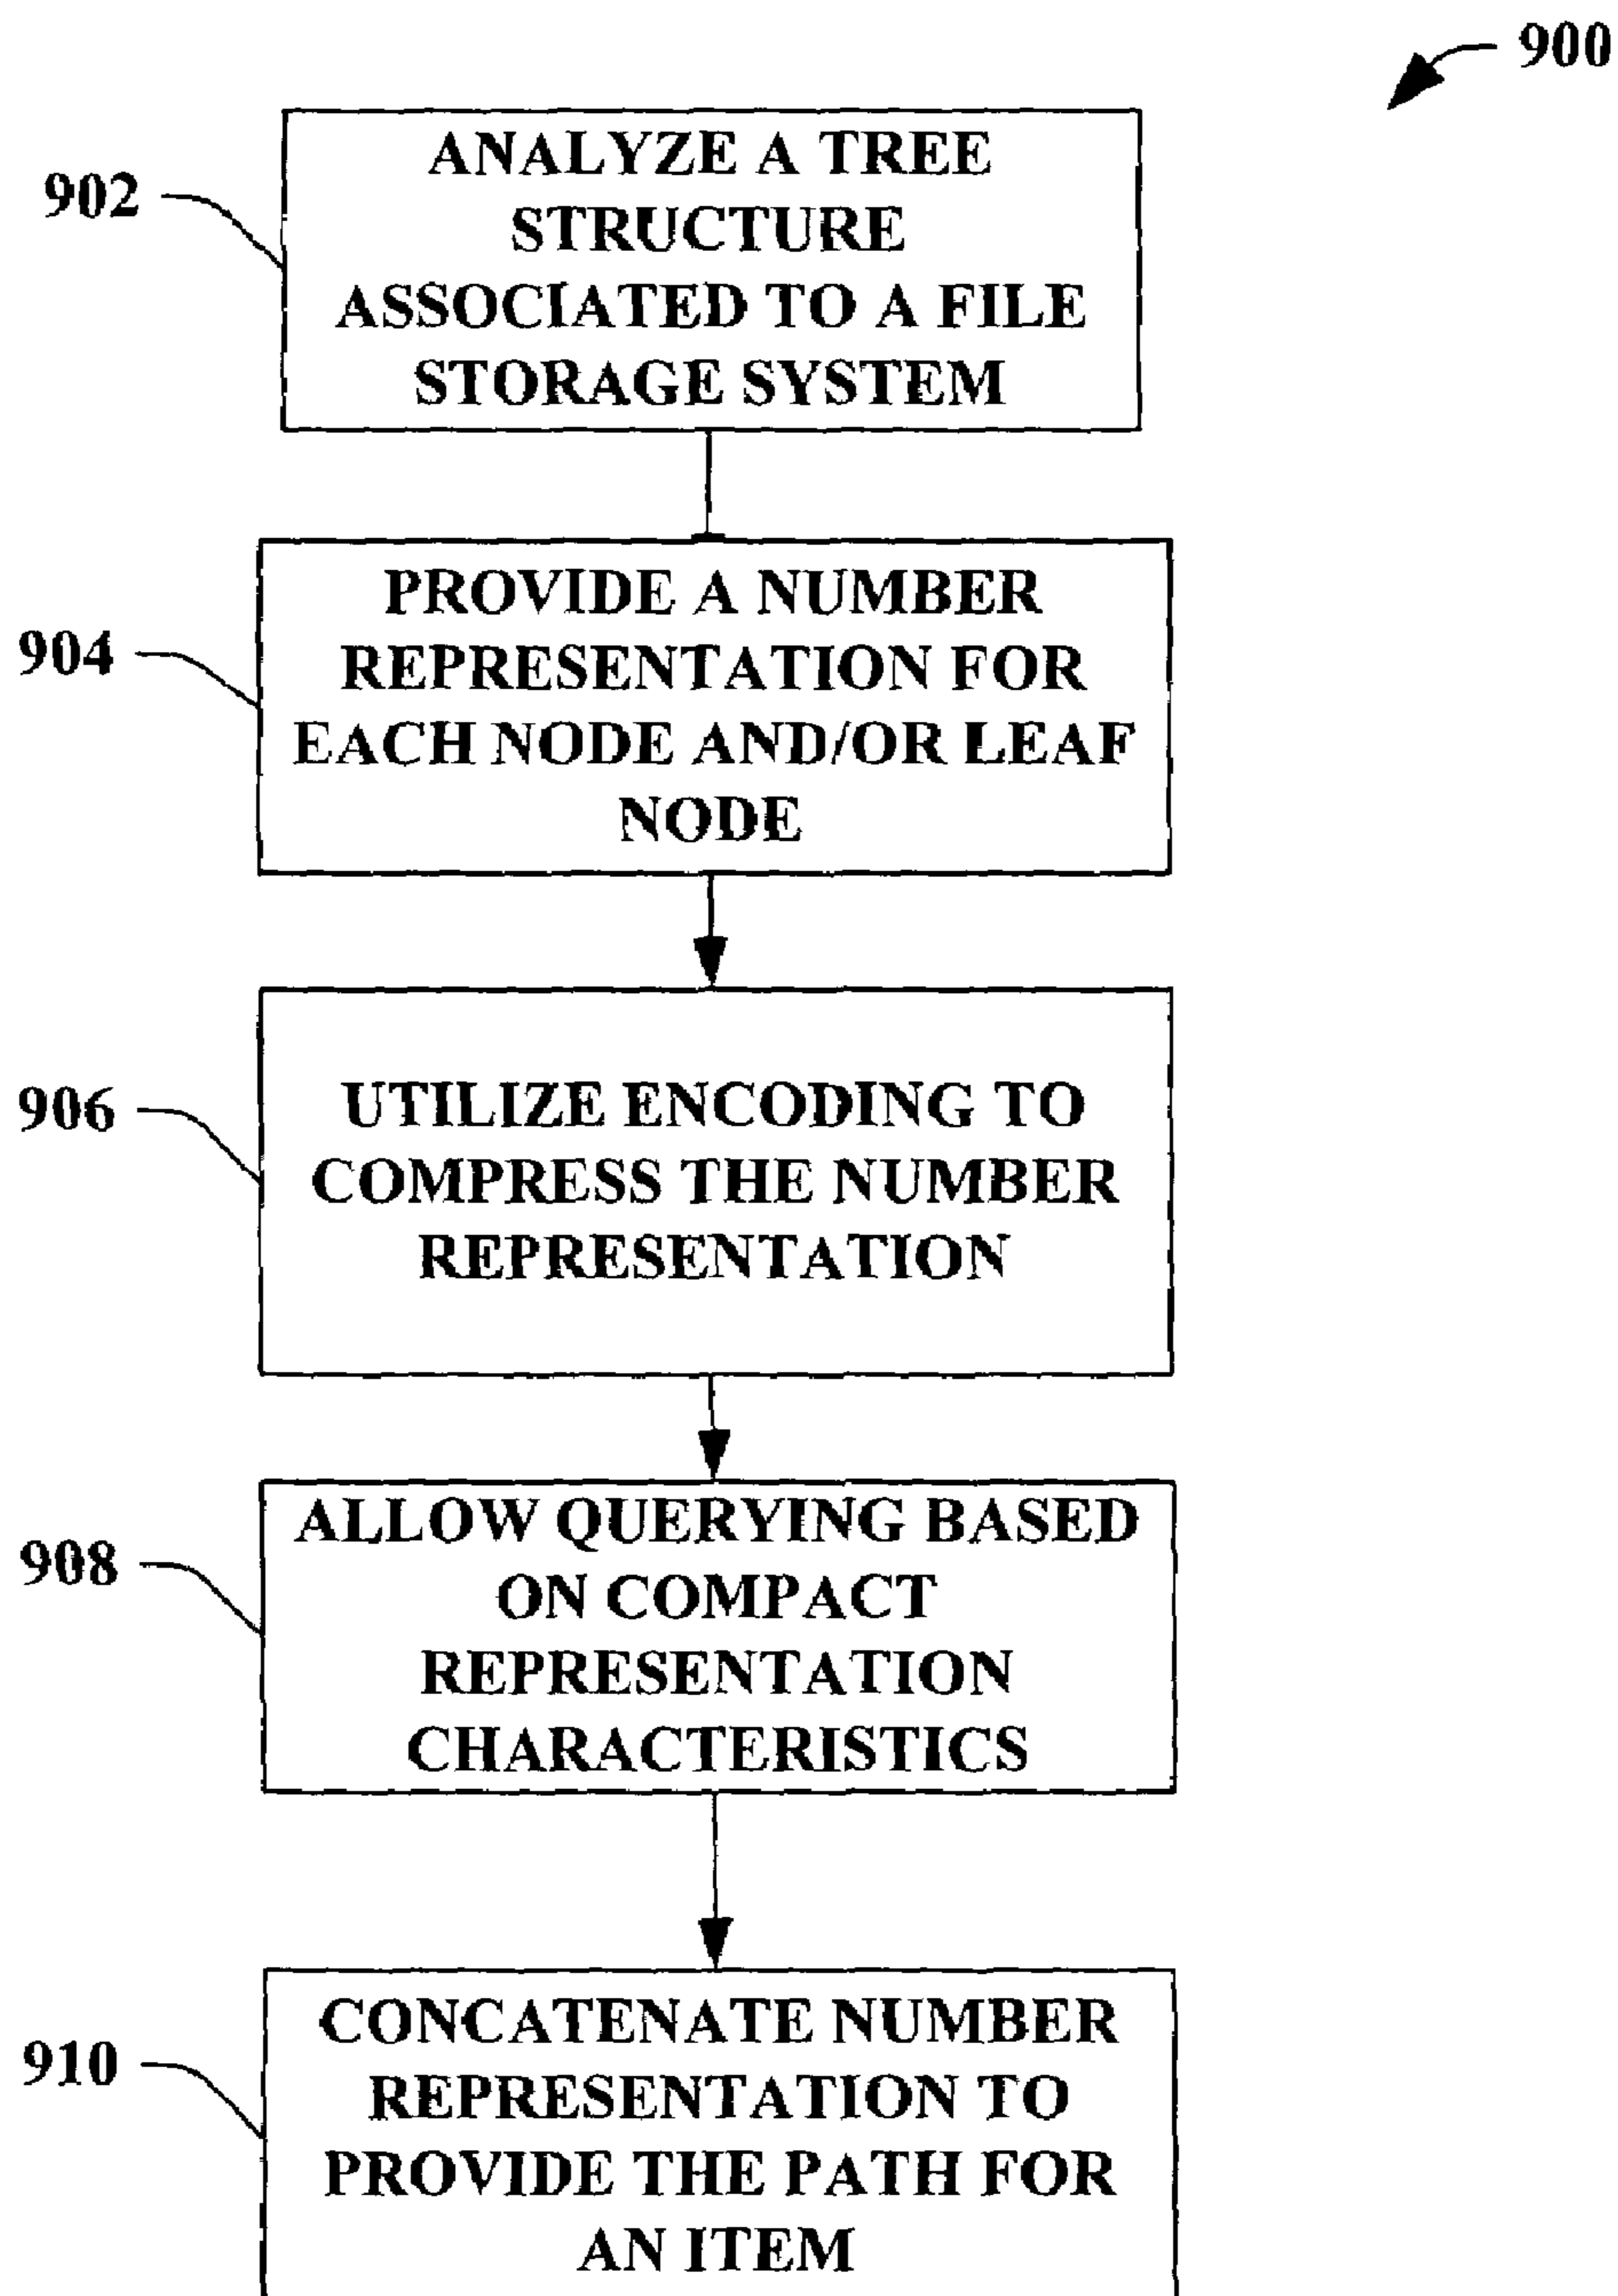 900
902
ANALYZE A TREE
STRUCTURE
ASSOCIATED TO A FILE
STORAGE SYSTEM
904
PROVIDE A NUMBER
REPRESENTATION FOR
EACH NODE AND/OR LEAF
NODE
906
UTILIZE ENCODING TO
COMPRESS THE NUMBER
REPRESENTATION
908
ALLOW QUERYING BASED
ON COMPACT
REPRESENTATION
CHARACTERISTICS
910
CONCATENATE NUMBER
REPRESENTATION TO
PROVIDE THE PATH FOR
AN ITEM